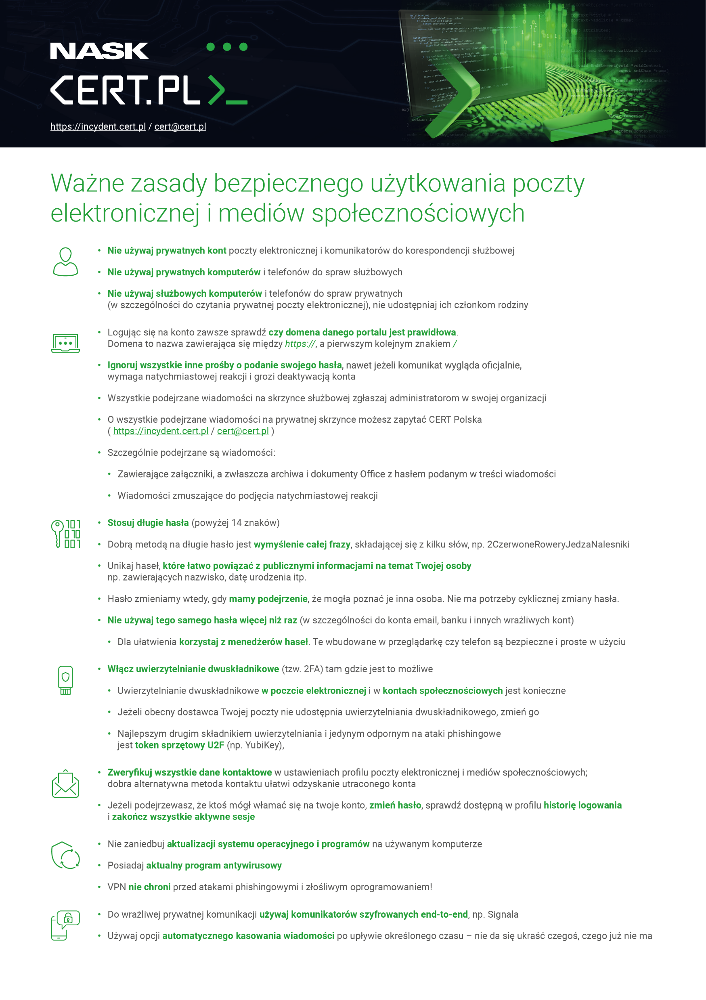 NASK
CERT.PL>_
https://incydent.cert.pl / cert@cert.pl
Ważne zasady bezpiecznego użytkowania poczty
elektronicznej i mediów społecznościowych
• Nie używaj prywatnych kont poczty elektronicznej i komunikatorów do korespondencji służbowej
• Nie używaj prywatnych komputerów i telefonów do spraw służbowych
• Nie używaj służbowych komputerów i telefonów do spraw prywatnych
(w szczególności do czytania prywatnej poczty elektronicznej), nie udostępniaj ich członkom rodziny
• Logując się na konto zawsze sprawdź czy domena danego portalu jest prawidłowa.
Domena to nazwa zawierająca się między https://, a pierwszym kolejnym znakiem /
• Ignoruj wszystkie inne prośby o podanie swojego hasła, nawet jeżeli komunikat wygląda oficjalnie,
wymaga natychmiastowej reakcji i grozi deaktywacją konta
• Wszystkie podejrzane wiadomości na skrzynce służbowej zgłaszaj administratorom w swojej organizacji
• O wszystkie podejrzane wiadomości na prywatnej skrzynce możesz zapytać CERT Polska
( https://incydent.cert.pl / cert@cert.pl )
• Szczególnie podejrzane są wiadomości:
• Zawierające załączniki, a zwłaszcza archiwa i dokumenty Office z hasłem podanym w treści wiadomości
• Wiadomości zmuszające do podjęcia natychmiastowej reakcji
• Stosuj długie hasła (powyżej 14 znaków)
• Dobrą metodą na długie hasło jest wymyślenie całej frazy, składającej się z kilku słów, np. 2CzerwoneRoweryJedzaNalesniki
• Unikaj haseł, które łatwo powiązać z publicznymi informacjami na temat Twojej osoby
np. zawierających nazwisko, datę urodzenia itp.
• Hasło zmieniamy wtedy, gdy mamy podejrzenie, że mogła poznać je inna osoba. Nie ma potrzeby cyklicznej zmiany hasła.
• Nie używaj tego samego hasła więcej niż raz (w szczególności do konta email, banku i innych wrażliwych kont)
• Dla ułatwienia korzystaj z menedżerów haseł. Te wbudowane w przeglądarkę czy telefon są bezpieczne i proste w użyciu
• Włącz uwierzytelnianie dwuskładnikowe (tzw. 2FA) tam gdzie jest to możliwe
• Uwierzytelnianie dwuskładnikowe w poczcie elektronicznej i w kontach społecznościowych jest konieczne
• Jeżeli obecny dostawca Twojej poczty nie udostępnia uwierzytelniania dwuskładnikowego, zmień go
• Najlepszym drugim składnikiem uwierzytelniania i jedynym odpornym na ataki phishingowe
jest token sprzętowy U2F (np. YubiKey),
• Zweryfikuj wszystkie dane kontaktowe w ustawieniach profilu poczty elektronicznej i mediów społecznościowych;
dobra alternatywna metoda kontaktu ułatwi odzyskanie utraconego konta
• Jeżeli podejrzewasz, że ktoś mógł włamać się na twoje konto, zmień hasło, sprawdź dostępną w profilu historię logowania
i zakończ wszystkie aktywne sesje
• Nie zaniedbuj aktualizacji systemu operacyjnego i programów na używanym komputerze
• Posiadaj aktualny program antywirusowy
• VPN nie chroni przed atakami phishingowymi i złośliwym oprogramowaniem!
• Do wrażliwej prywatnej komunikacji używaj komunikatorów szyfrowanych end-to-end, np. Signala
• Używaj opcji automatycznego kasowania wiadomości po upływie określonego czasu – nie da się ukraść czegoś, czego już nie ma